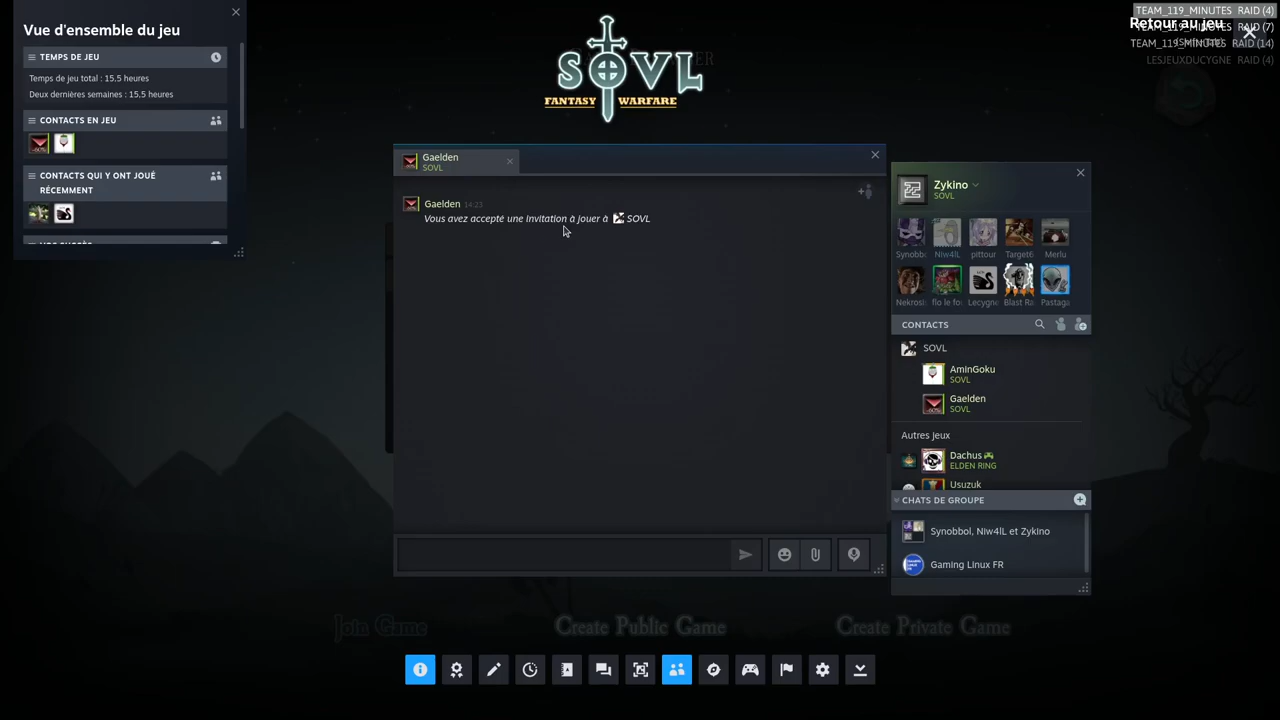 Vue d'ensemble du jeu
TEMPS DE JEU
Temps de jeu total : 15.5 heures
Deux dernières semaines : 15.5 heures
CONTACTS EN JEU
CONTACTS QUI Y ONT JOUÉ
RÉCEMMENT
SOVL
FANTASY WARFARE
TEAM_119_MINUTES RAID (4)
Retour au jeu
TEAM_119_MINUTES RAID (7)
TEAM_119_MINUTES RAID (14)
LESJEUXDUCYGNE RAID (4)
Gaelden
SOVL
Gaelden 14:23
Vous avez accepté une invitation à jouer à SOVL
Zykino
SOVL
Synobb Niw4lL pittour Target6 Merlu
Nekrosi flo le fo Lecygne Blast Ra Pastaga
CONTACTS
SOVL
AminGoku
SOVL
Gaelden
SOVL
Autres jeux
Dachus
ELDEN RING
Usuzuk
CHATS DE GROUPE
Synobbol, Niw4lL et Zykino
Gaming Linux FR
Join Game
Create Public Game
Create Private Game